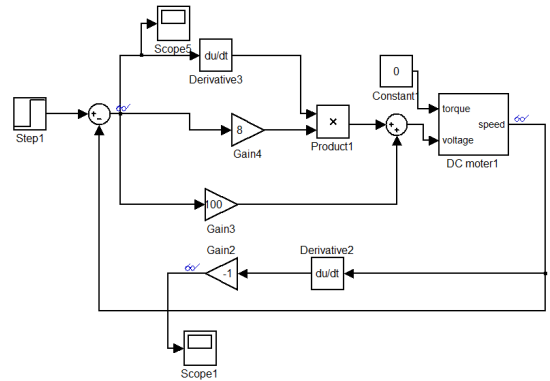 Scope5
du/dt
Derivative3
0
Constant1
Step1
8
Gain4
×
Product1
torque
speed
voltage
DC moter1
100
Gain3
Gain2
-1
Derivative2
du/dt
Scope1